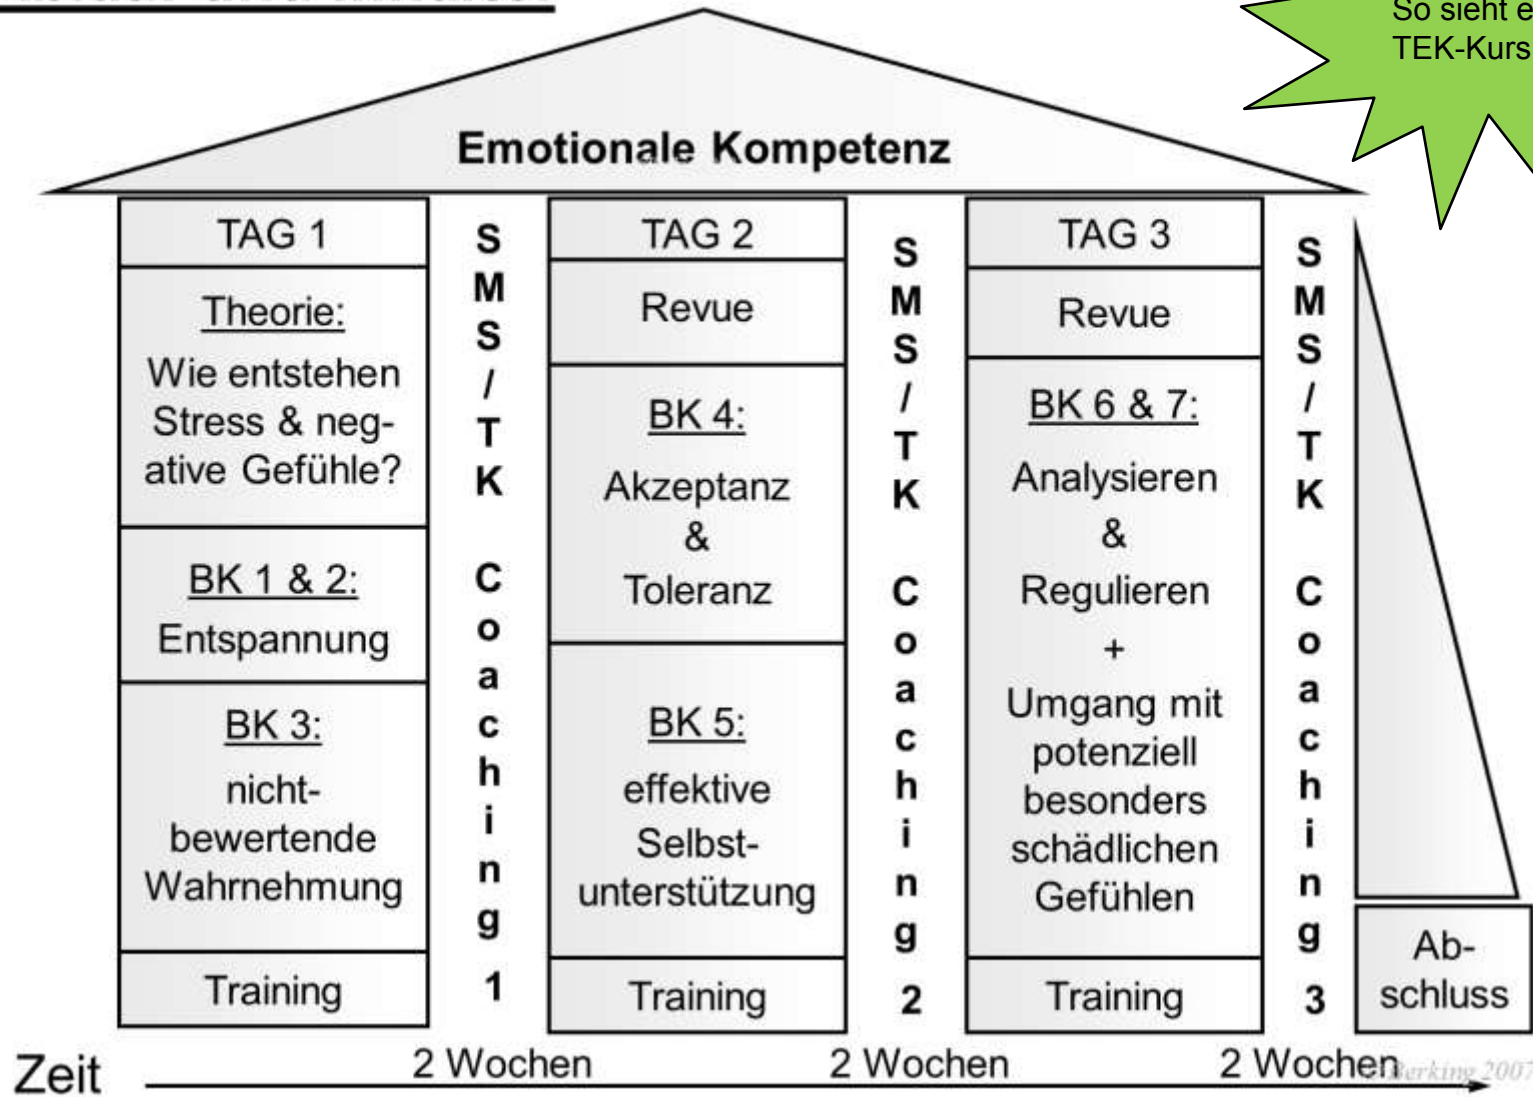 So sieht e
TEK-Kurs
Emotionale Kompetenz
TAG 1
Theorie:
Wie entstehen
Stress & neg-
ative Gefühle?
BK 1 & 2:
Entspannung
BK 3:
nicht-
bewertende
Wahrnehmung
Training
SMS/TK Coaching 1
TAG 2
Revue
BK 4:
Akzeptanz
&
Toleranz
BK 5:
effektive
Selbst-
unterstützung
Training
SMS/TK Coaching 2
TAG 3
Revue
BK 6 & 7:
Analysieren
&
Regulieren
+
Umgang mit
potenziell
besonders
schädlichen
Gefühlen
Training
SMS/TK Coaching 3
Ab-
schluss
Zeit
2 Wochen
2 Wochen
2 Wochen
Berking 2007